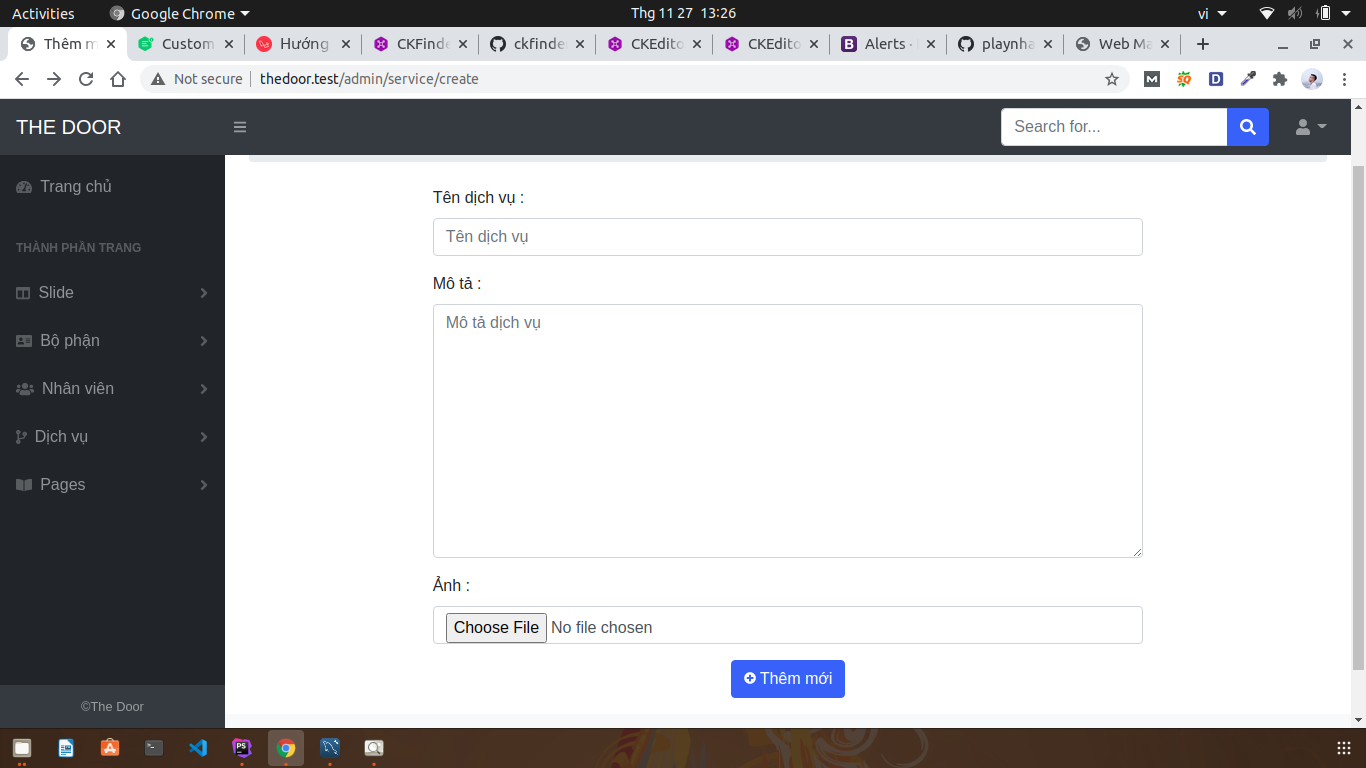 Activities
Google Chrome
Thg 11 27 13:26
vi
Thêm m
Custom
Hướng
CKFinde
ckfinde
CKEdito
CKEdito
Alerts ·
playnha
Web Ma
Not secure
thedoor.test/admin/service/create
THE DOOR
Search for...
Trang chủ
THÀNH PHẦN TRANG
Slide
Bộ phận
Nhân viên
Dịch vụ
Pages
©The Door
Tên dịch vụ :
Tên dịch vụ
Mô tả :
Mô tả dịch vụ
Ảnh :
Choose File No file chosen
Thêm mới